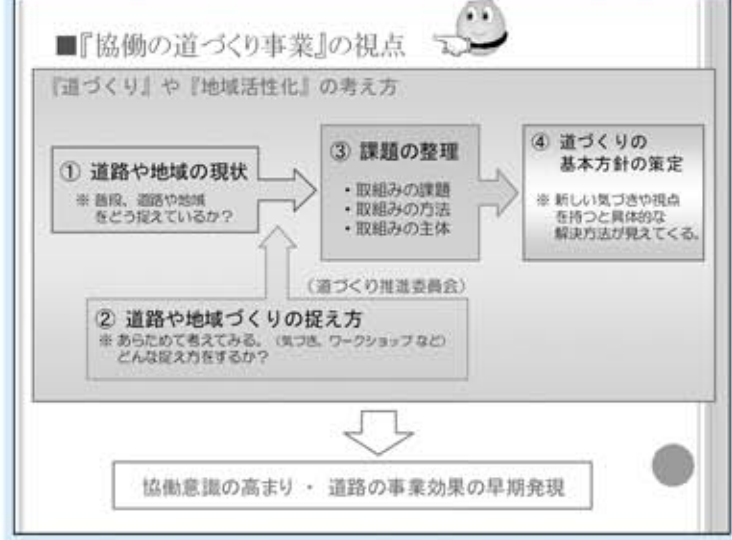 ■『協働の道づくり事業』の視点
『道づくり』や『地域活性化』の考え方
① 道路や地域の現状
※ 普段、道路や地域
をどう捉えているか？
③ 課題の整理
・取組みの課題
・取組みの方法
・取組みの主体
④ 道づくりの
基本方針の策定
※ 新しい気づきや視点
を持つと具体的な
解決方法が見えてくる。
（道づくり推進委員会）
② 道路や地域づくりの捉え方
※ あらためて考えてみる。（気づき、ワークショップ など）
どんな捉え方をするか？
協働意識の高まり ・ 道路の事業効果の早期発現